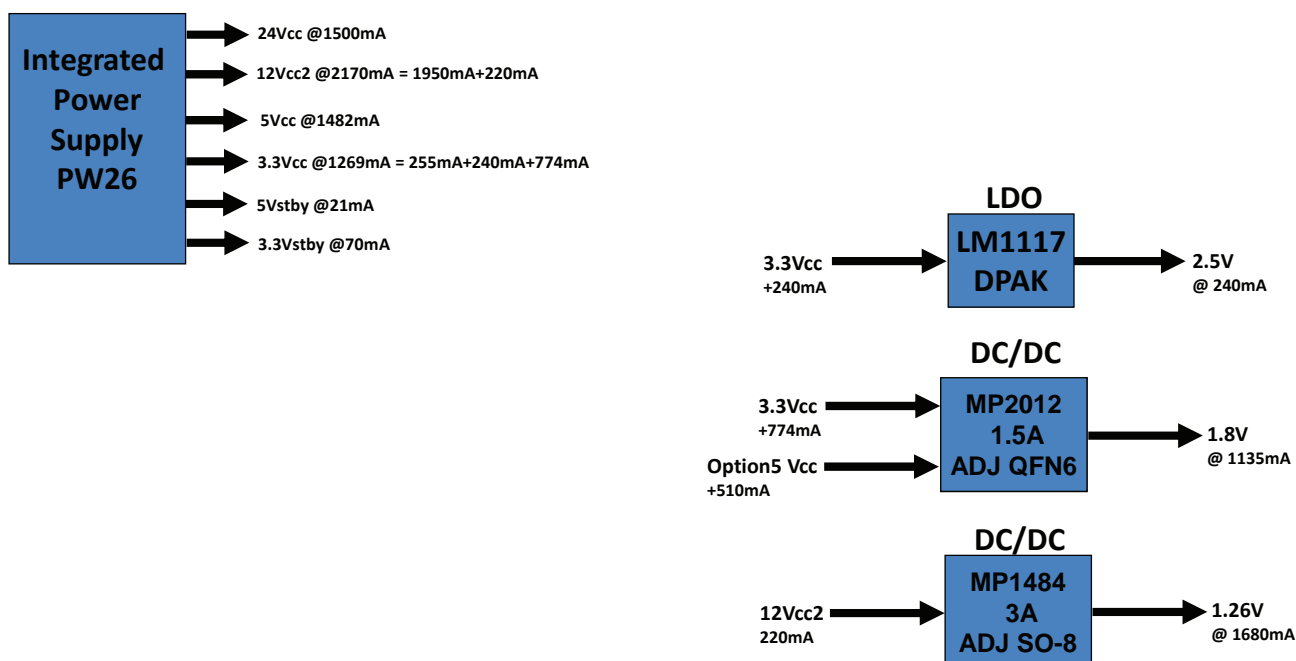 Integrated
Power
Supply
PW26
24Vcc @1500mA
12Vcc2 @2170mA = 1950mA+220mA
5Vcc @1482mA
3.3Vcc @1269mA = 255mA+240mA+774mA
5Vstby @21mA
3.3Vstby @70mA
LDO
LM1117
DPAK
3.3Vcc
+240mA
2.5V
@ 240mA
DC/DC
MP2012
1.5A
ADJ QFN6
3.3Vcc
+774mA
Option5 Vcc
+510mA
1.8V
@ 1135mA
DC/DC
MP1484
3A
ADJ SO-8
12Vcc2
220mA
1.26V
@ 1680mA